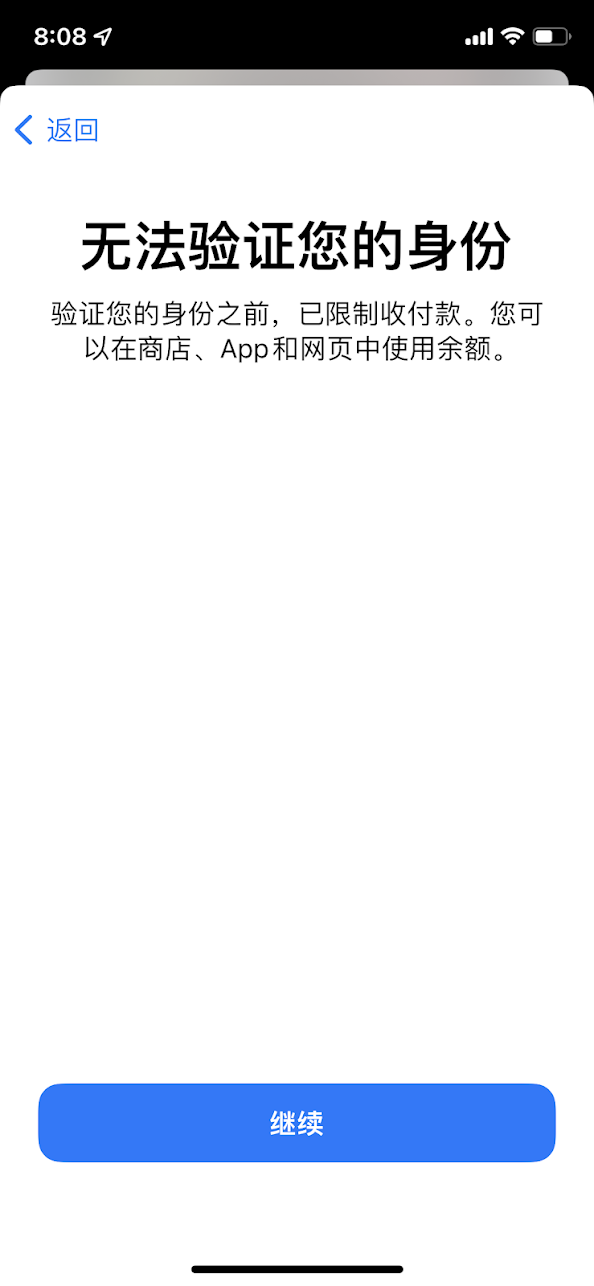 8:08
返回
无法验证您的身份
验证您的身份之前，已限制收付款。您可
以在商店、App和网页中使用余额。
继续